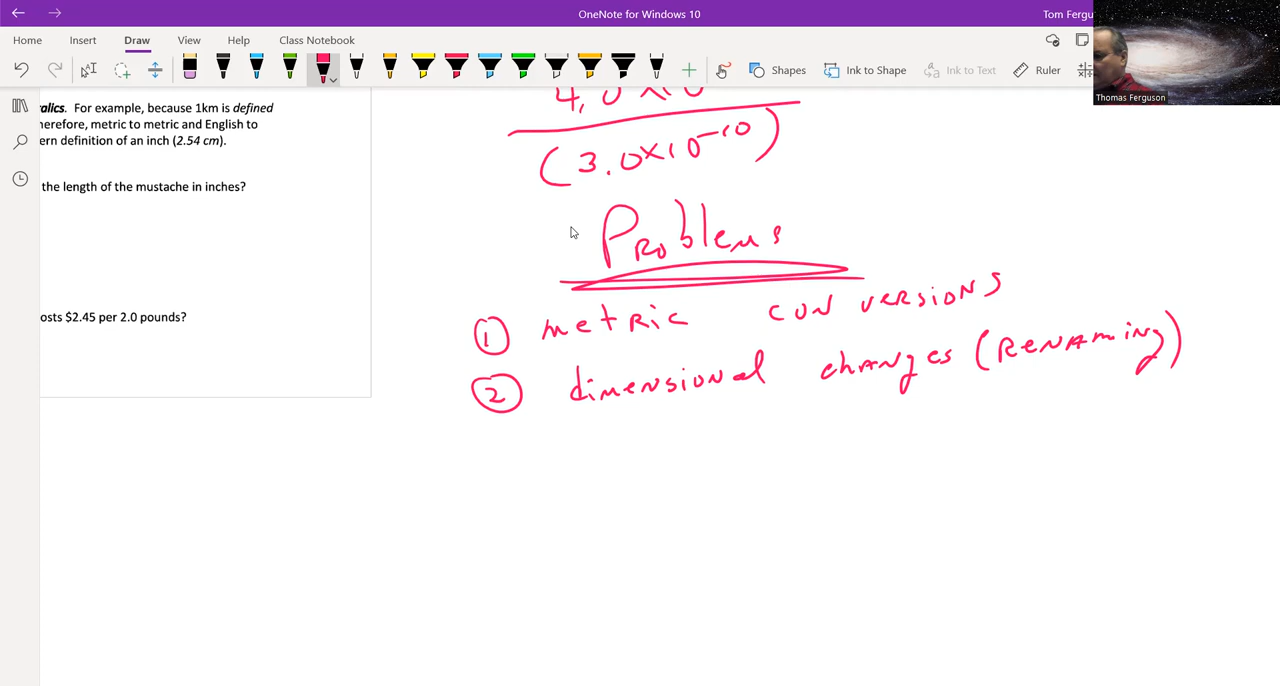 OneNote for Windows 10
Tom Fergu
Home Insert Draw View Help Class Notebook
Shapes Ink to Shape Ink to Text Ruler
Thomas Ferguson
alics. For example, because 1km is defined
herefore, metric to metric and English to
ern definition of an inch (2.54 cm).
the length of the mustache in inches?
osts $2.45 per 2.0 pounds?
4.0×10
(3.0×10⁻¹⁰)
Problems
① metric conversions
② dimensional changes (Renaming)